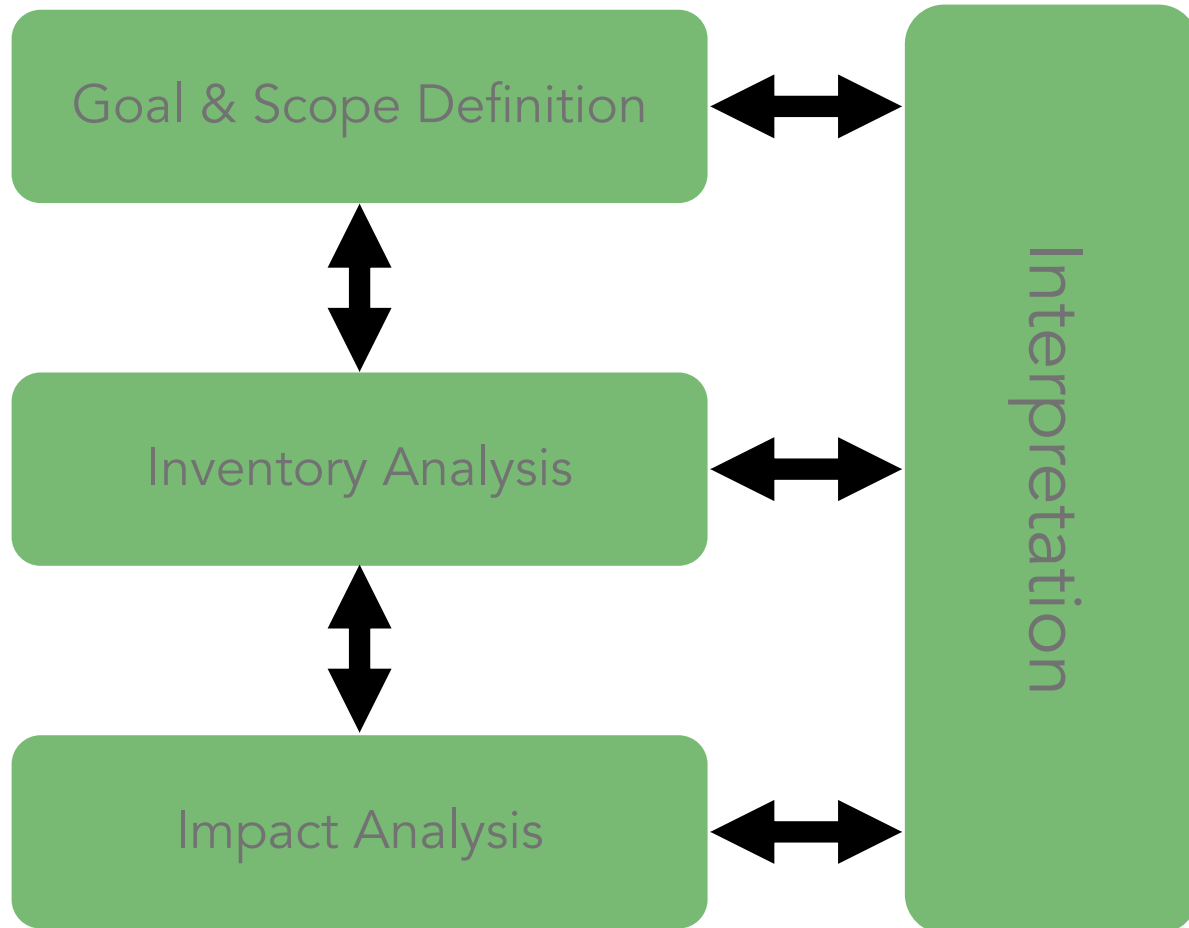 Goal & Scope Definition
Inventory Analysis
Impact Analysis
Interpretation